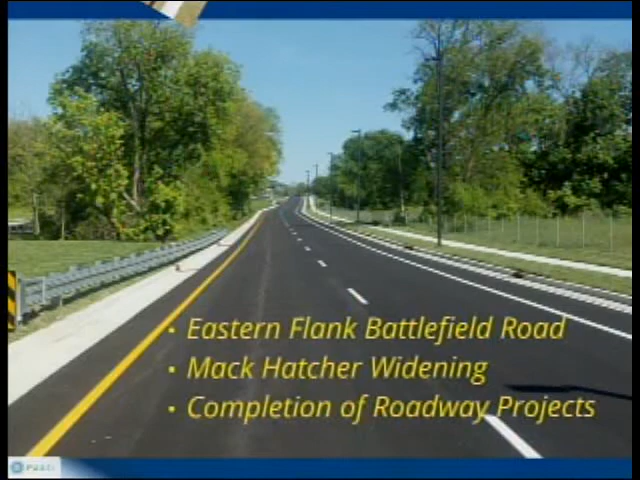 • Eastern Flank Battlefield Road
• Mack Hatcher Widening
• Completion of Roadway Projects